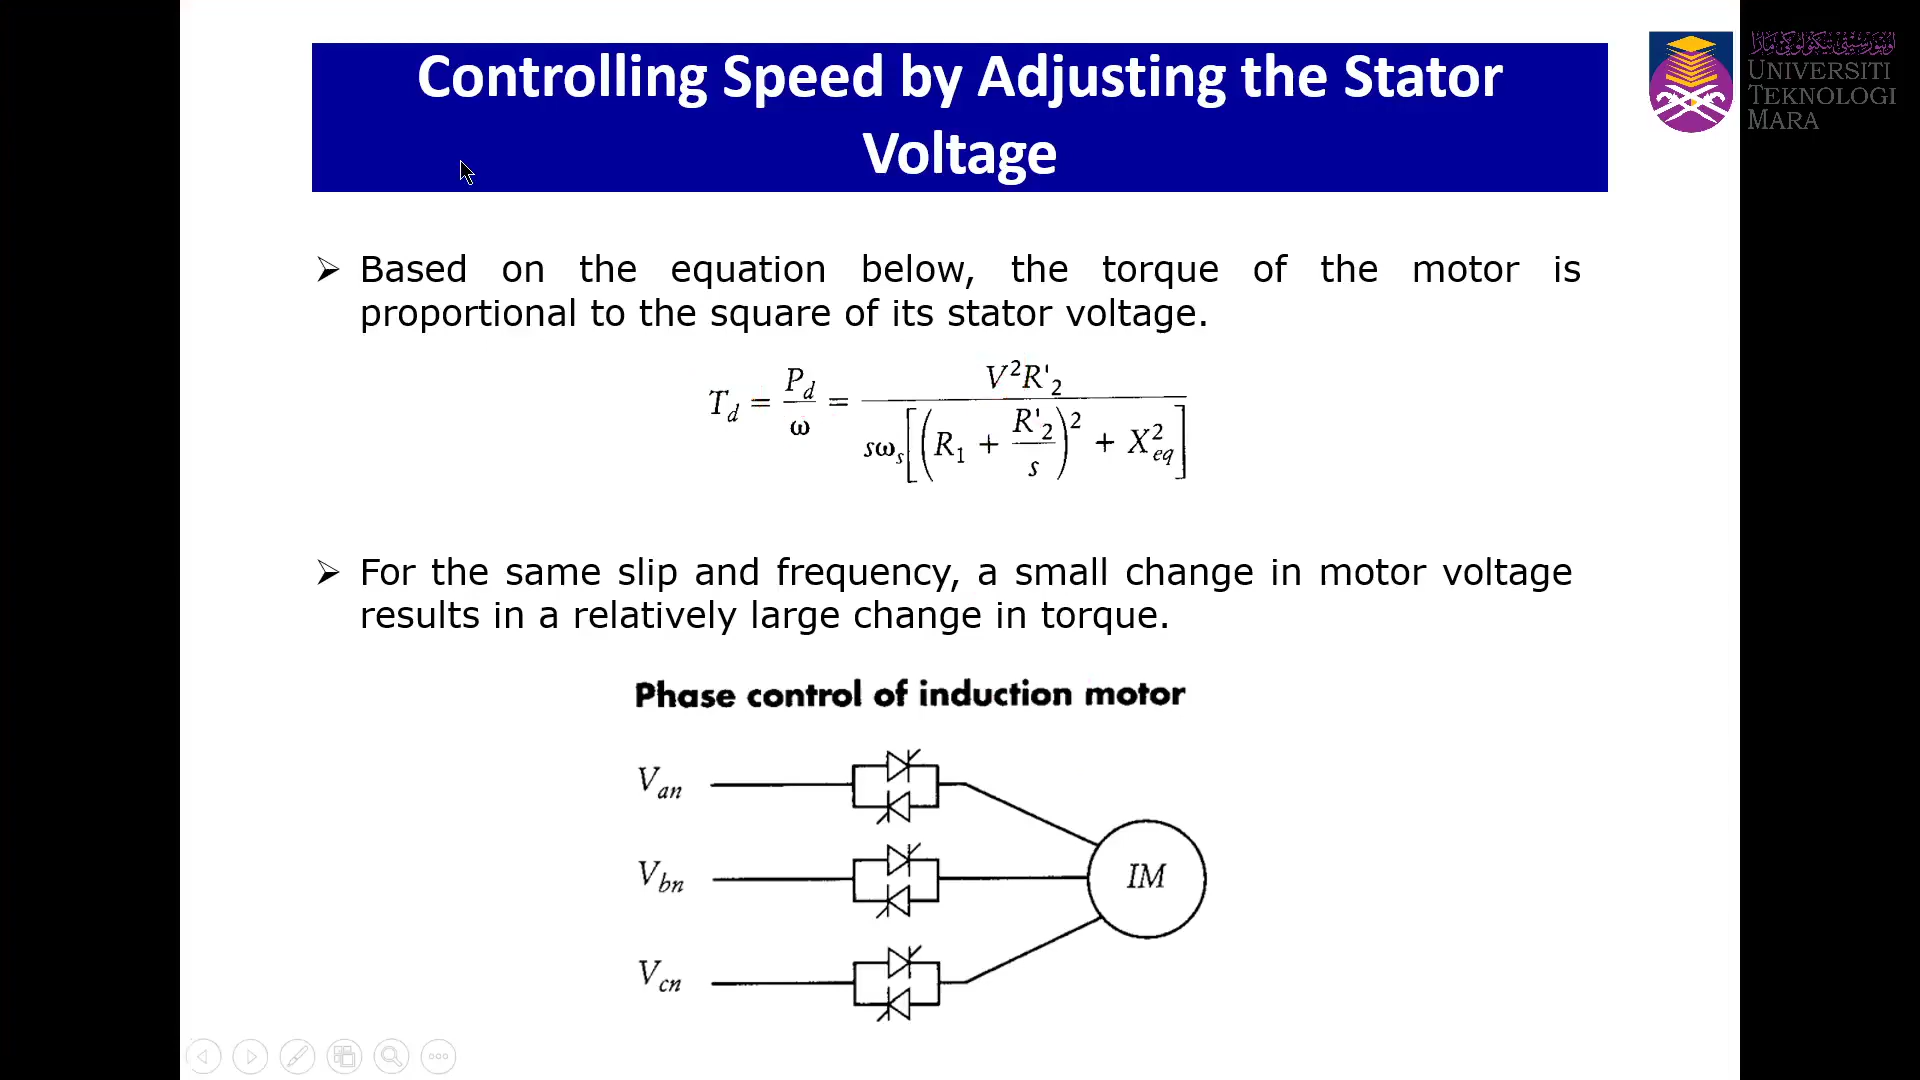 Controlling Speed by Adjusting the Stator
Voltage
اونيۏرسيتي تيكنولوڬي مارا
UNIVERSITI
TEKNOLOGI
MARA
➢ Based on the equation below, the torque of the motor is
proportional to the square of its stator voltage.
T_d = P_d/ω = V²R'₂ / (sω_s[(R₁ + R'₂/s)² + X²_eq])
➢ For the same slip and frequency, a small change in motor voltage
results in a relatively large change in torque.
Phase control of induction motor
V_an
V_bn
IM
V_cn